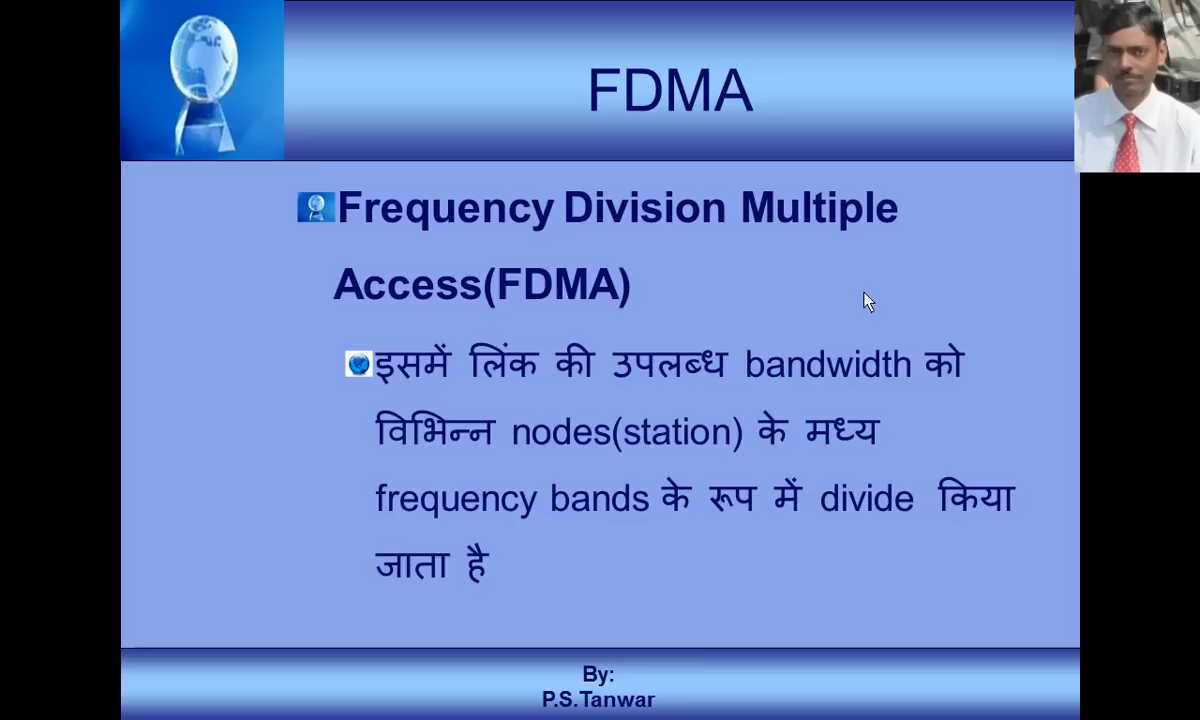 FDMA
Frequency Division Multiple
Access(FDMA)
इसमें लिंक की उपलब्ध bandwidth को
विभिन्न nodes(station) के मध्य
frequency bands के रूप में divide किया
जाता है
By:
P.S.Tanwar